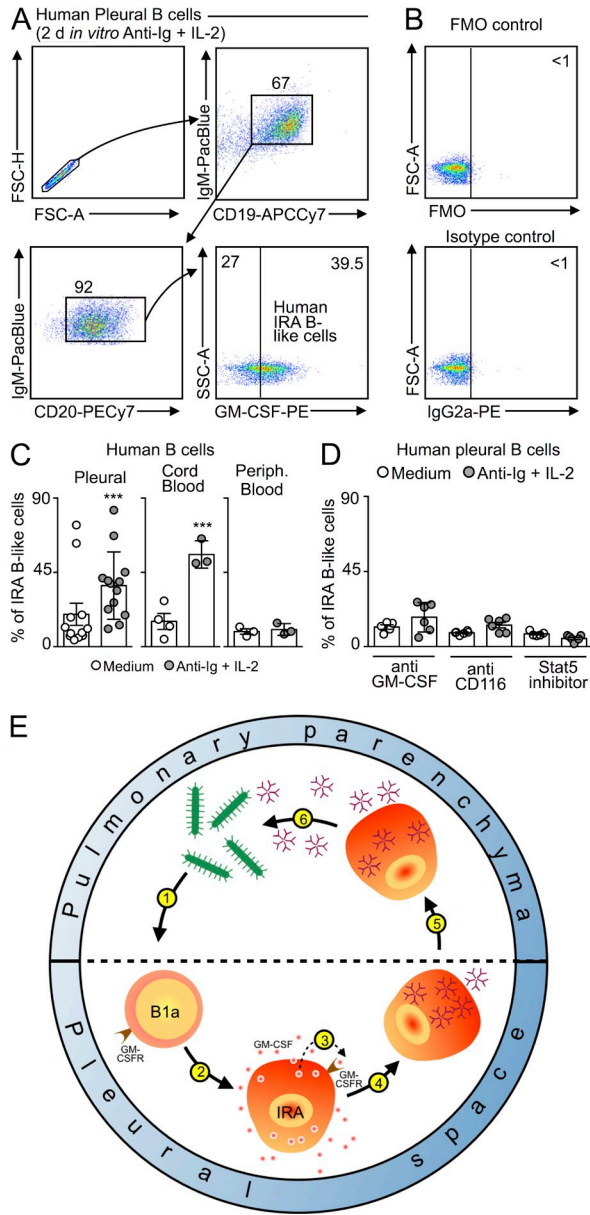 A
Human Pleural B cells
(2 d in vitro Anti-Ig + IL-2)
FSC-H
FSC-A
IgM-PacBlue
67
CD19-APCCy7
IgM-PacBlue
92
CD20-PECy7
SSC-A
27
39.5
Human
IRA B-
like cells
GM-CSF-PE
B
FMO control
<1
FSC-A
FMO
Isotype control
<1
FSC-A
IgG2a-PE
C
Human B cells
Pleural
Cord
Blood
Periph.
Blood
% of IRA B-like cells
90
45
0
***
***
Medium
Anti-Ig + IL-2
D
Human pleural B cells
Medium
Anti-Ig + IL-2
% of IRA B-like cells
90
45
0
anti
GM-CSF
anti
CD116
Stat5
inhibitor
E
Pulmonary parenchyma
6
1
5
B1a
GM-
CSFR
2
GM-CSF
3
GM-
CSFR
IRA
4
Pleural space